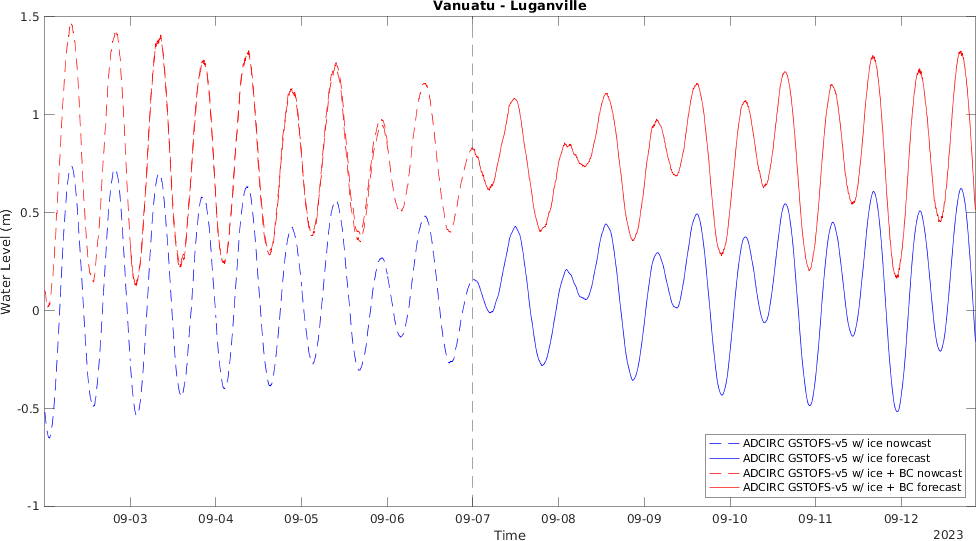 Vanuatu - Luganville
1.5
1
0.5
0
-0.5
-1
Water Level (m)
ADCIRC GSTOFS-v5 w/ ice nowcast
ADCIRC GSTOFS-v5 w/ ice forecast
ADCIRC GSTOFS-v5 w/ ice + BC nowcast
ADCIRC GSTOFS-v5 w/ ice + BC forecast
09-03 09-04 09-05 09-06 09-07 09-08 09-09 09-10 09-11 09-12
Time
2023